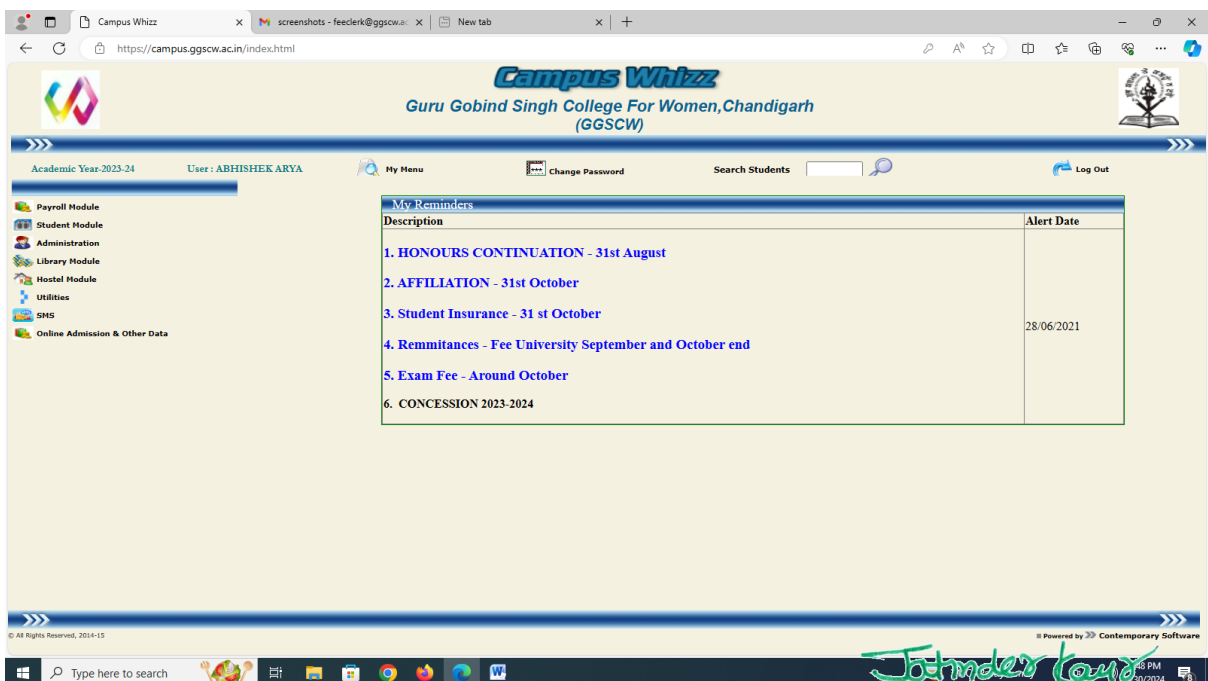 Campus Whizz
screenshots - feeclerk@ggscw.ac
New tab
https://campus.ggscw.ac.in/index.html
Campus Whizz
Guru Gobind Singh College For Women,Chandigarh
(GGSCW)
Academic Year-2023-24 User : ABHISHEK ARYA My Menu Change Password Search Students Log Out
Payroll Module
Student Module
Administration
Library Module
Hostel Module
Utilities
SMS
Online Admission & Other Data
My Reminders
Description Alert Date
1. HONOURS CONTINUATION - 31st August
2. AFFILIATION - 31st October
3. Student Insurance - 31 st October
4. Remmitances - Fee University September and October end
5. Exam Fee - Around October
6. CONCESSION 2023-2024
28/06/2021
© All Rights Reserved, 2014-15
Powered by Contemporary Software
Type here to search
48 PM
30/2024